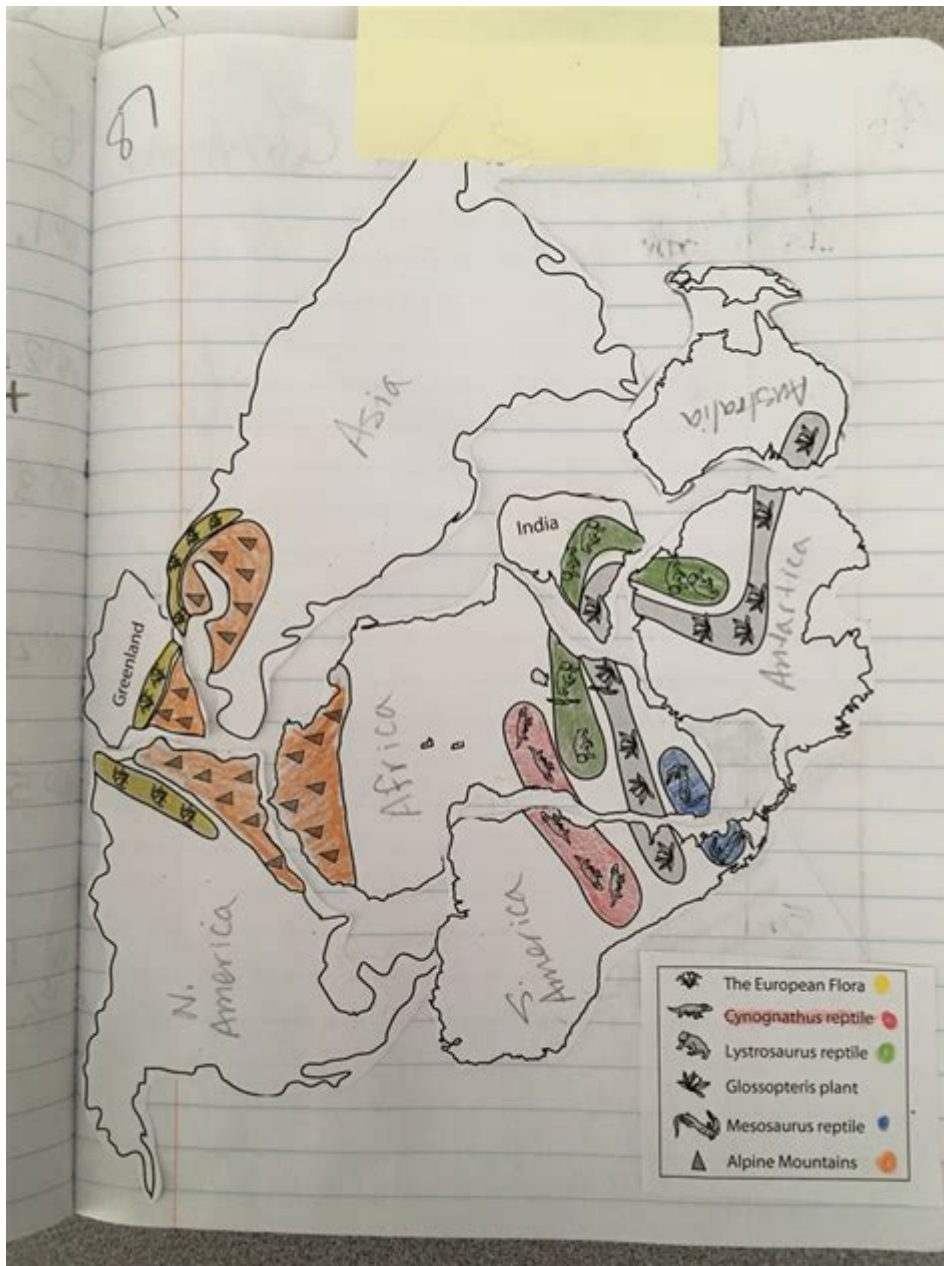 87
Asia
Australia
India
Antartica
Greenland
Africa
N.
America
S.
America
The European Flora
Cynognathus reptile
Lystrosaurus reptile
Glossopteris plant
Mesosaurus reptile
Alpine Mountains